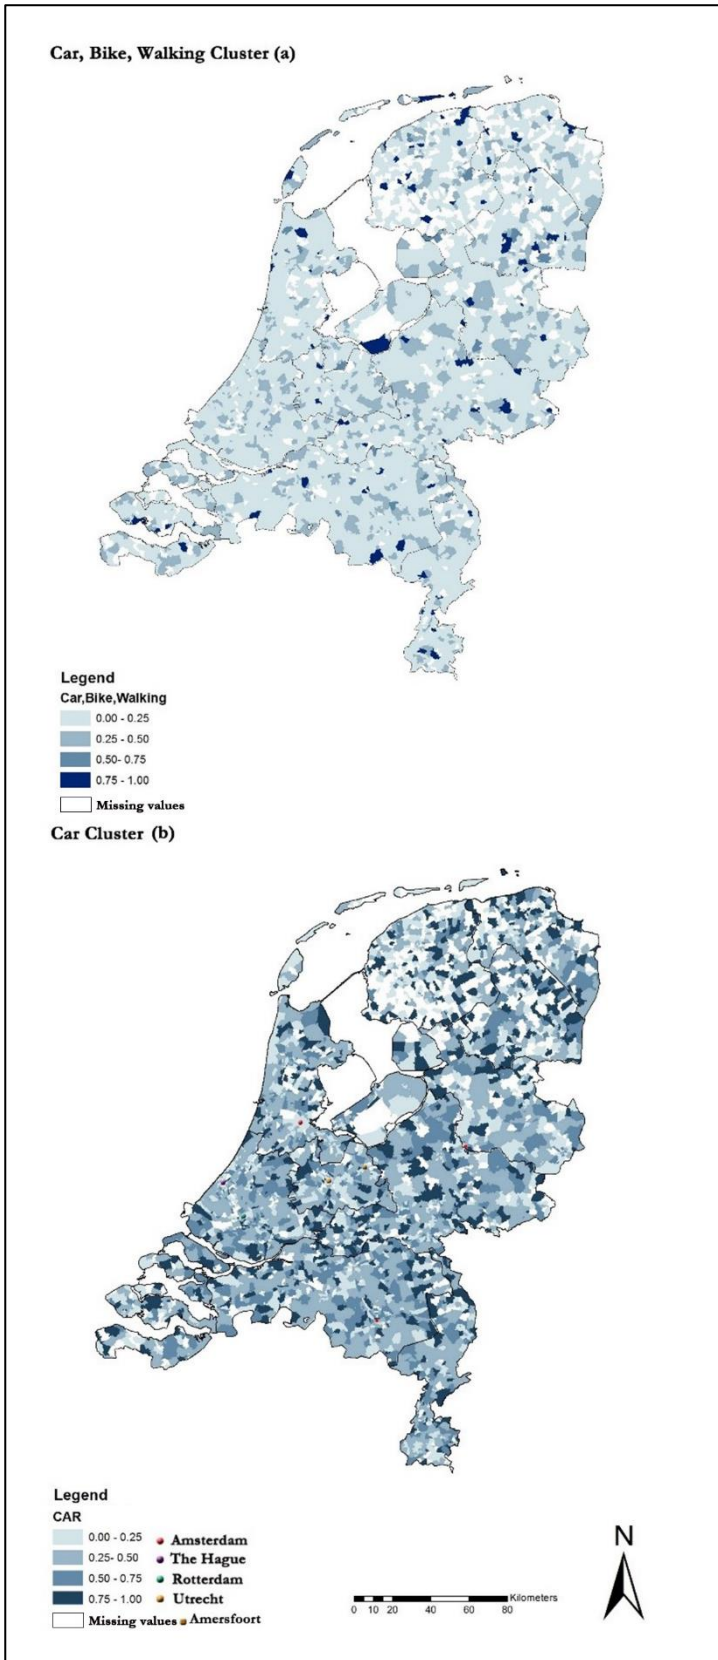 Car, Bike, Walking Cluster (a)
Legend
Car,Bike,Walking
0.00 - 0.25
0.25 - 0.50
0.50- 0.75
0.75 - 1.00
Missing values
Car Cluster (b)
Legend
CAR
0.00 - 0.25
0.25- 0.50
0.50 - 0.75
0.75 - 1.00
Missing values
Amsterdam
The Hague
Rotterdam
Utrecht
Amersfoort
0 10 20 40 60 80
Kilometers
N